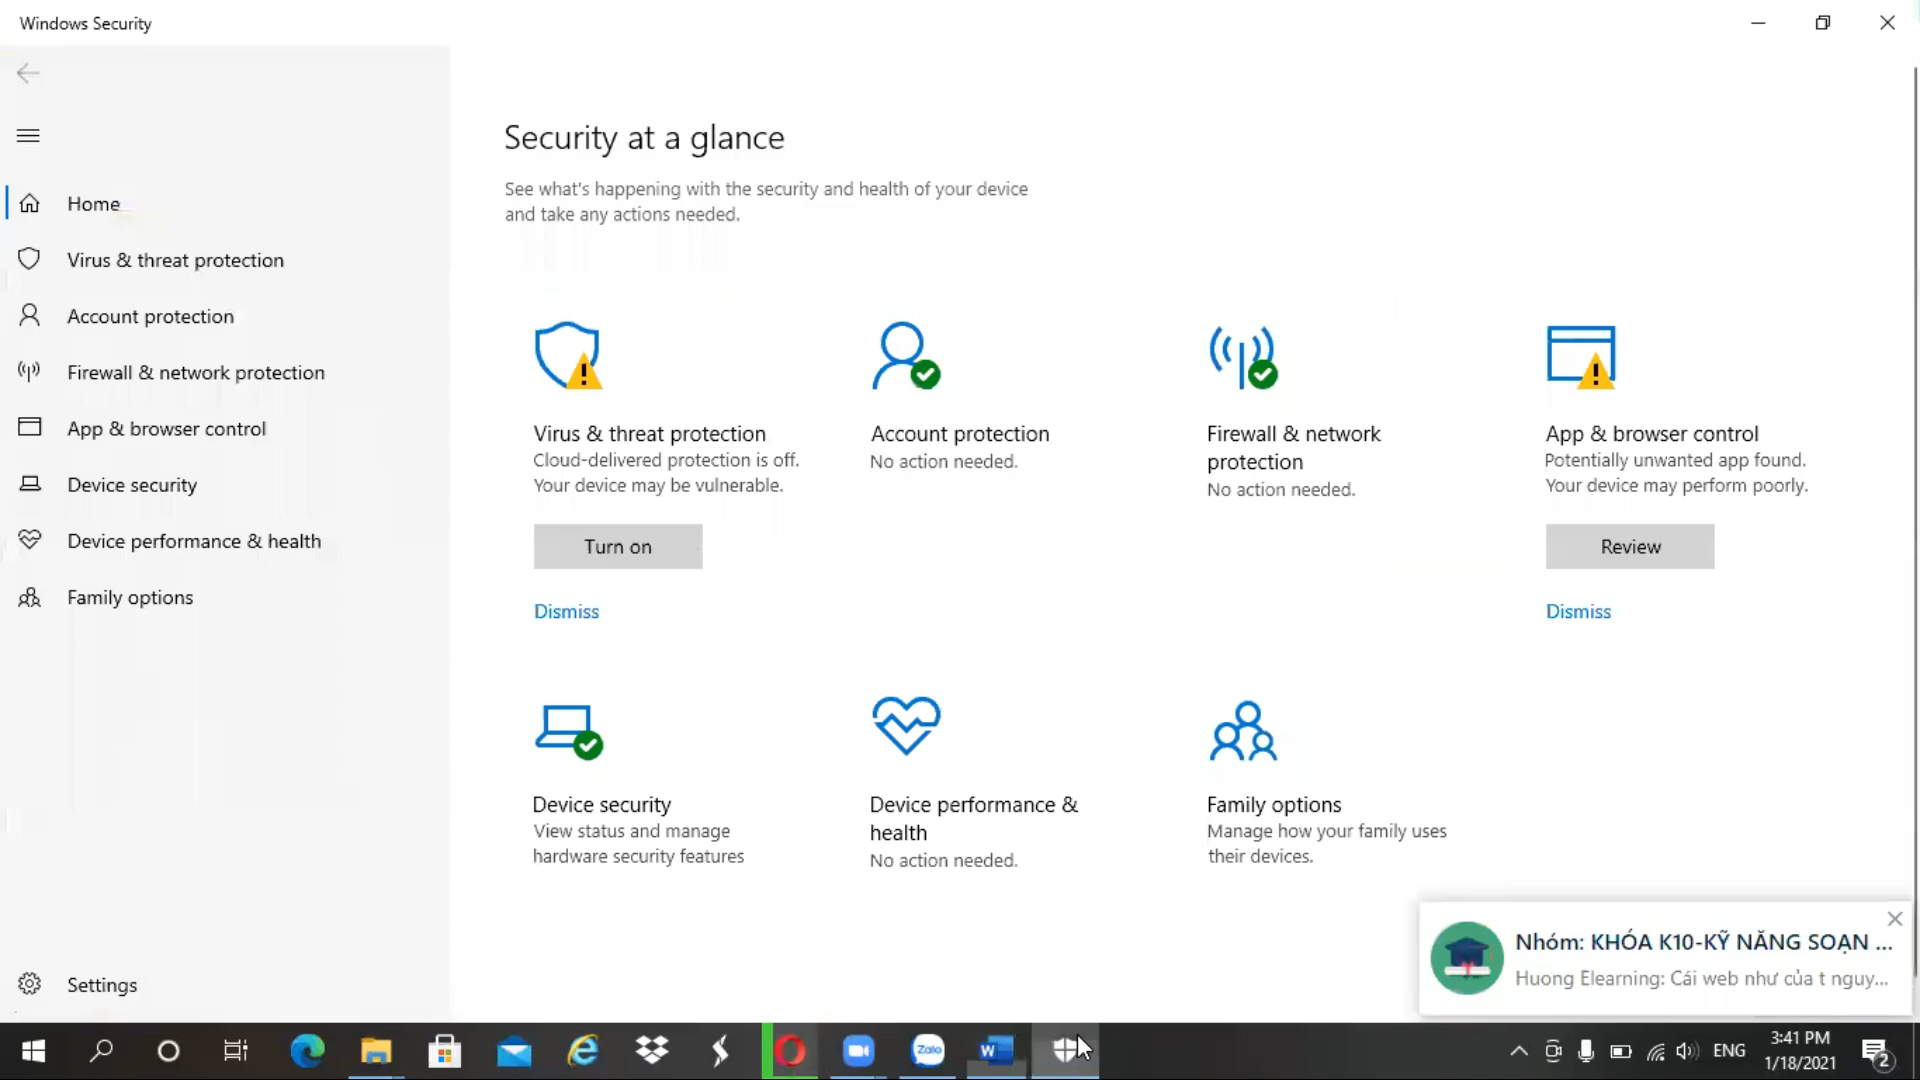 Windows Security
Home
Virus & threat protection
Account protection
Firewall & network protection
App & browser control
Device security
Device performance & health
Family options
Settings
Security at a glance
See what's happening with the security and health of your device
and take any actions needed.
Virus & threat protection
Cloud-delivered protection is off.
Your device may be vulnerable.
Turn on
Dismiss
Account protection
No action needed.
Firewall & network
protection
No action needed.
App & browser control
Potentially unwanted app found.
Your device may perform poorly.
Review
Dismiss
Device security
View status and manage
hardware security features
Device performance &
health
No action needed.
Family options
Manage how your family uses
their devices.
Nhóm: KHÓA K10-KỸ NĂNG SOẠN ...
Huong Elearning: Cái web như của t nguy...
Zalo
W
ENG
3:41 PM
1/18/2021
2